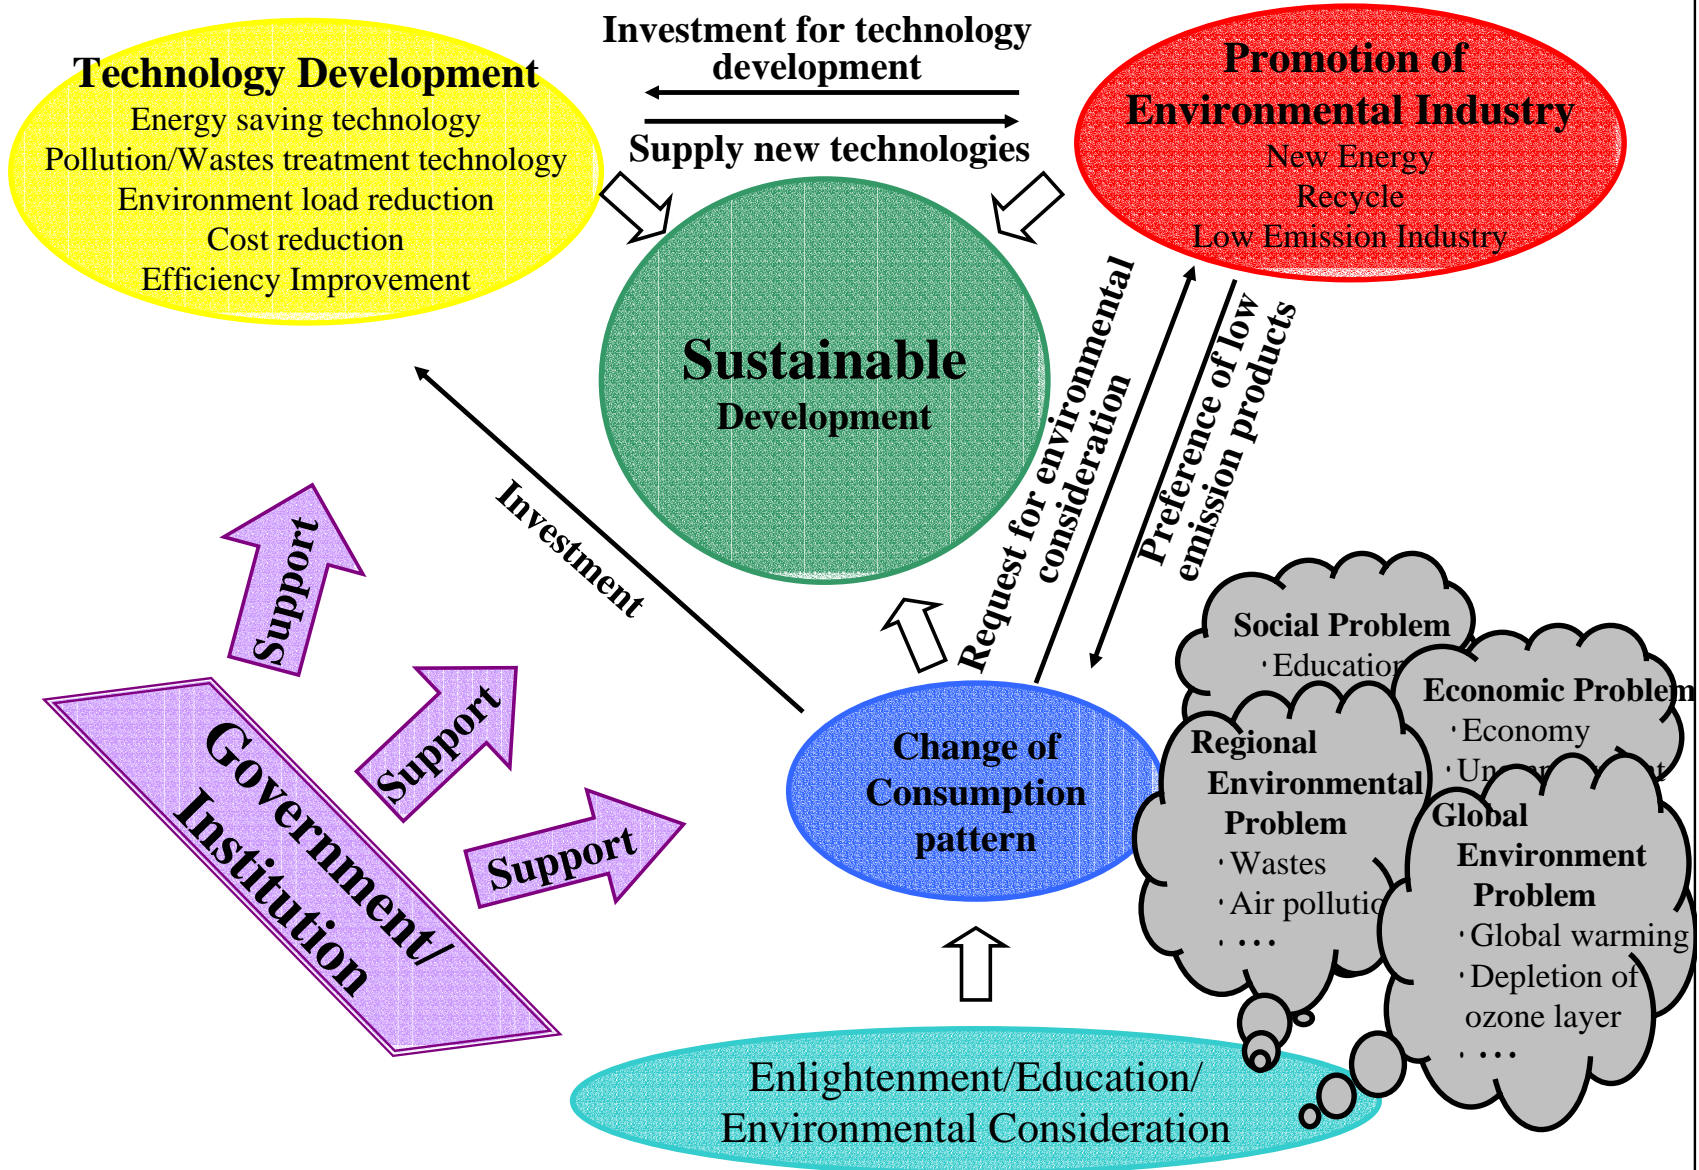 Investment for technology
development
Supply new technologies
Technology Development
Energy saving technology
Pollution/Wastes treatment technology
Environment load reduction
Cost reduction
Efficiency Improvement
Promotion of
Environmental Industry
New Energy
Recycle
Low Emission Industry
Sustainable
Development
Request for environmental
consideration
Preference of low
emission products
Investment
Support
Support
Support
Government/
Institution
Change of
Consumption
pattern
Social Problem
・Education
Economic Problem
・Economy
Regional
Environmental
Problem
・Wastes
・Air pollutio
・…
Global
Environment
Problem
・Global warming
・Depletion of
ozone layer
・…
Enlightenment/Education/
Environmental Consideration